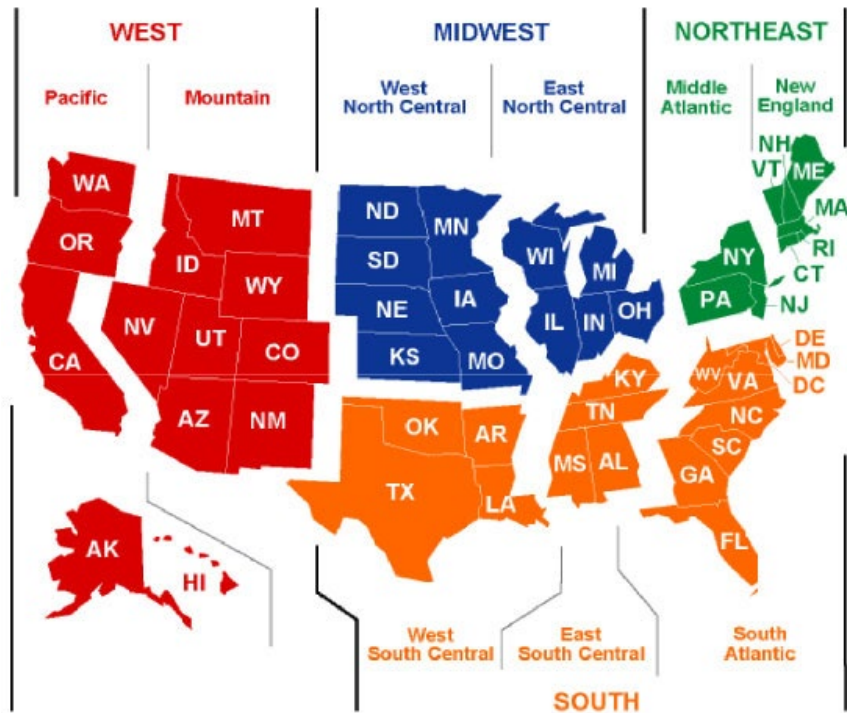 WEST
MIDWEST
NORTHEAST
Pacific
Mountain
West
North Central
East
North Central
Middle
Atlantic
New
England
WA
OR
CA
MT
ID
WY
NV
UT
CO
AZ
NM
AK
HI
ND
MN
SD
NE
IA
KS
MO
WI
MI
IL
IN
OH
NH
VT
ME
MA
RI
CT
NY
PA
NJ
DE
MD
DC
WV
VA
KY
TN
NC
SC
OK
AR
TX
LA
MS
AL
GA
FL
West
South Central
East
South Central
South
Atlantic
SOUTH